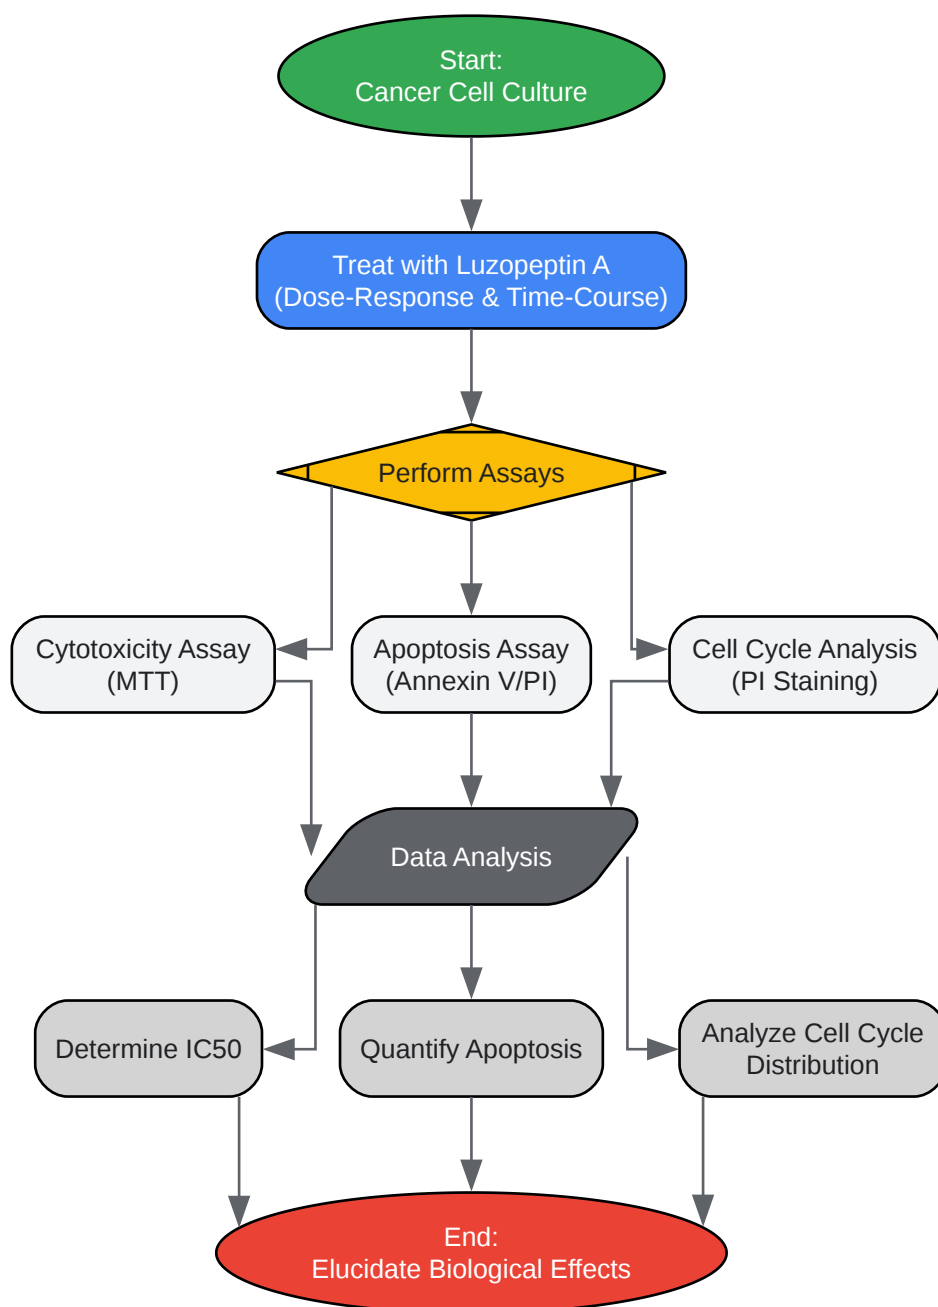 Start:
Cancer Cell Culture
Treat with Luzopeptin A
(Dose-Response & Time-Course)
Perform Assays
Cytotoxicity Assay
(MTT)
Apoptosis Assay
(Annexin V/PI)
Cell Cycle Analysis
(PI Staining)
Data Analysis
Determine IC50
Quantify Apoptosis
Analyze Cell Cycle
Distribution
End:
Elucidate Biological Effects